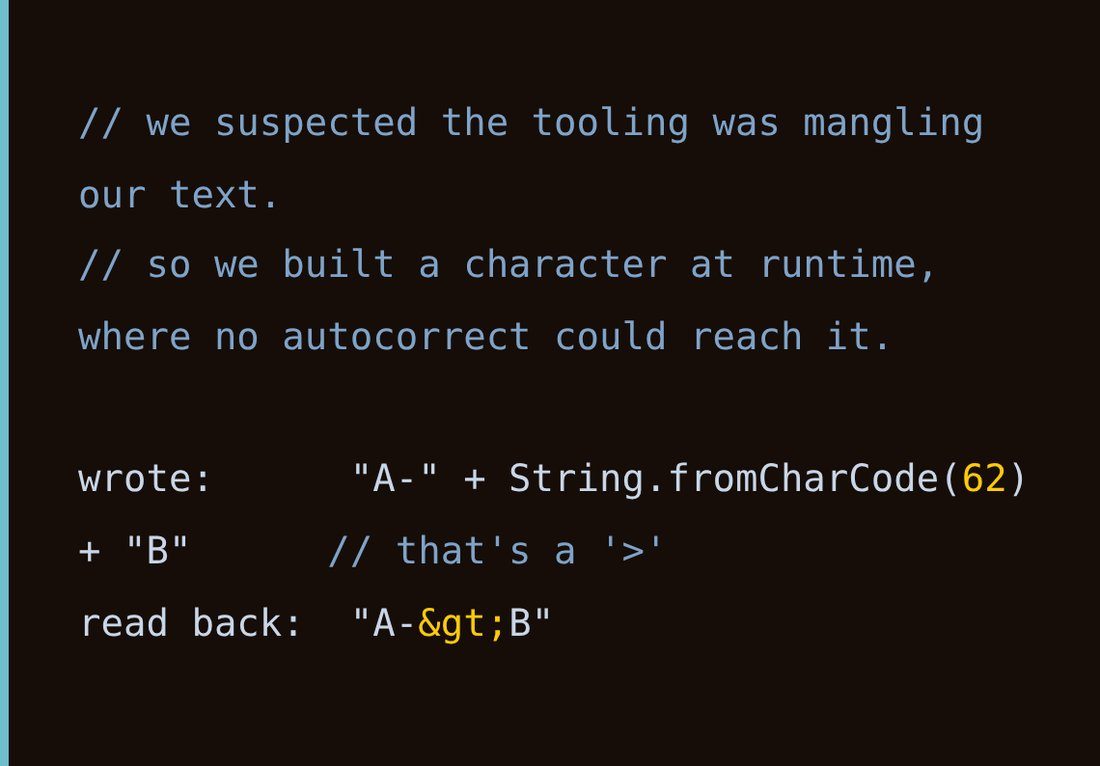 // we suspected the tooling was mangling
our text.
// so we built a character at runtime,
where no autocorrect could reach it.
wrote:      "A-" + String.fromCharCode(62)
+ "B"      // that's a '>'
read back:  "A-&gt;B"